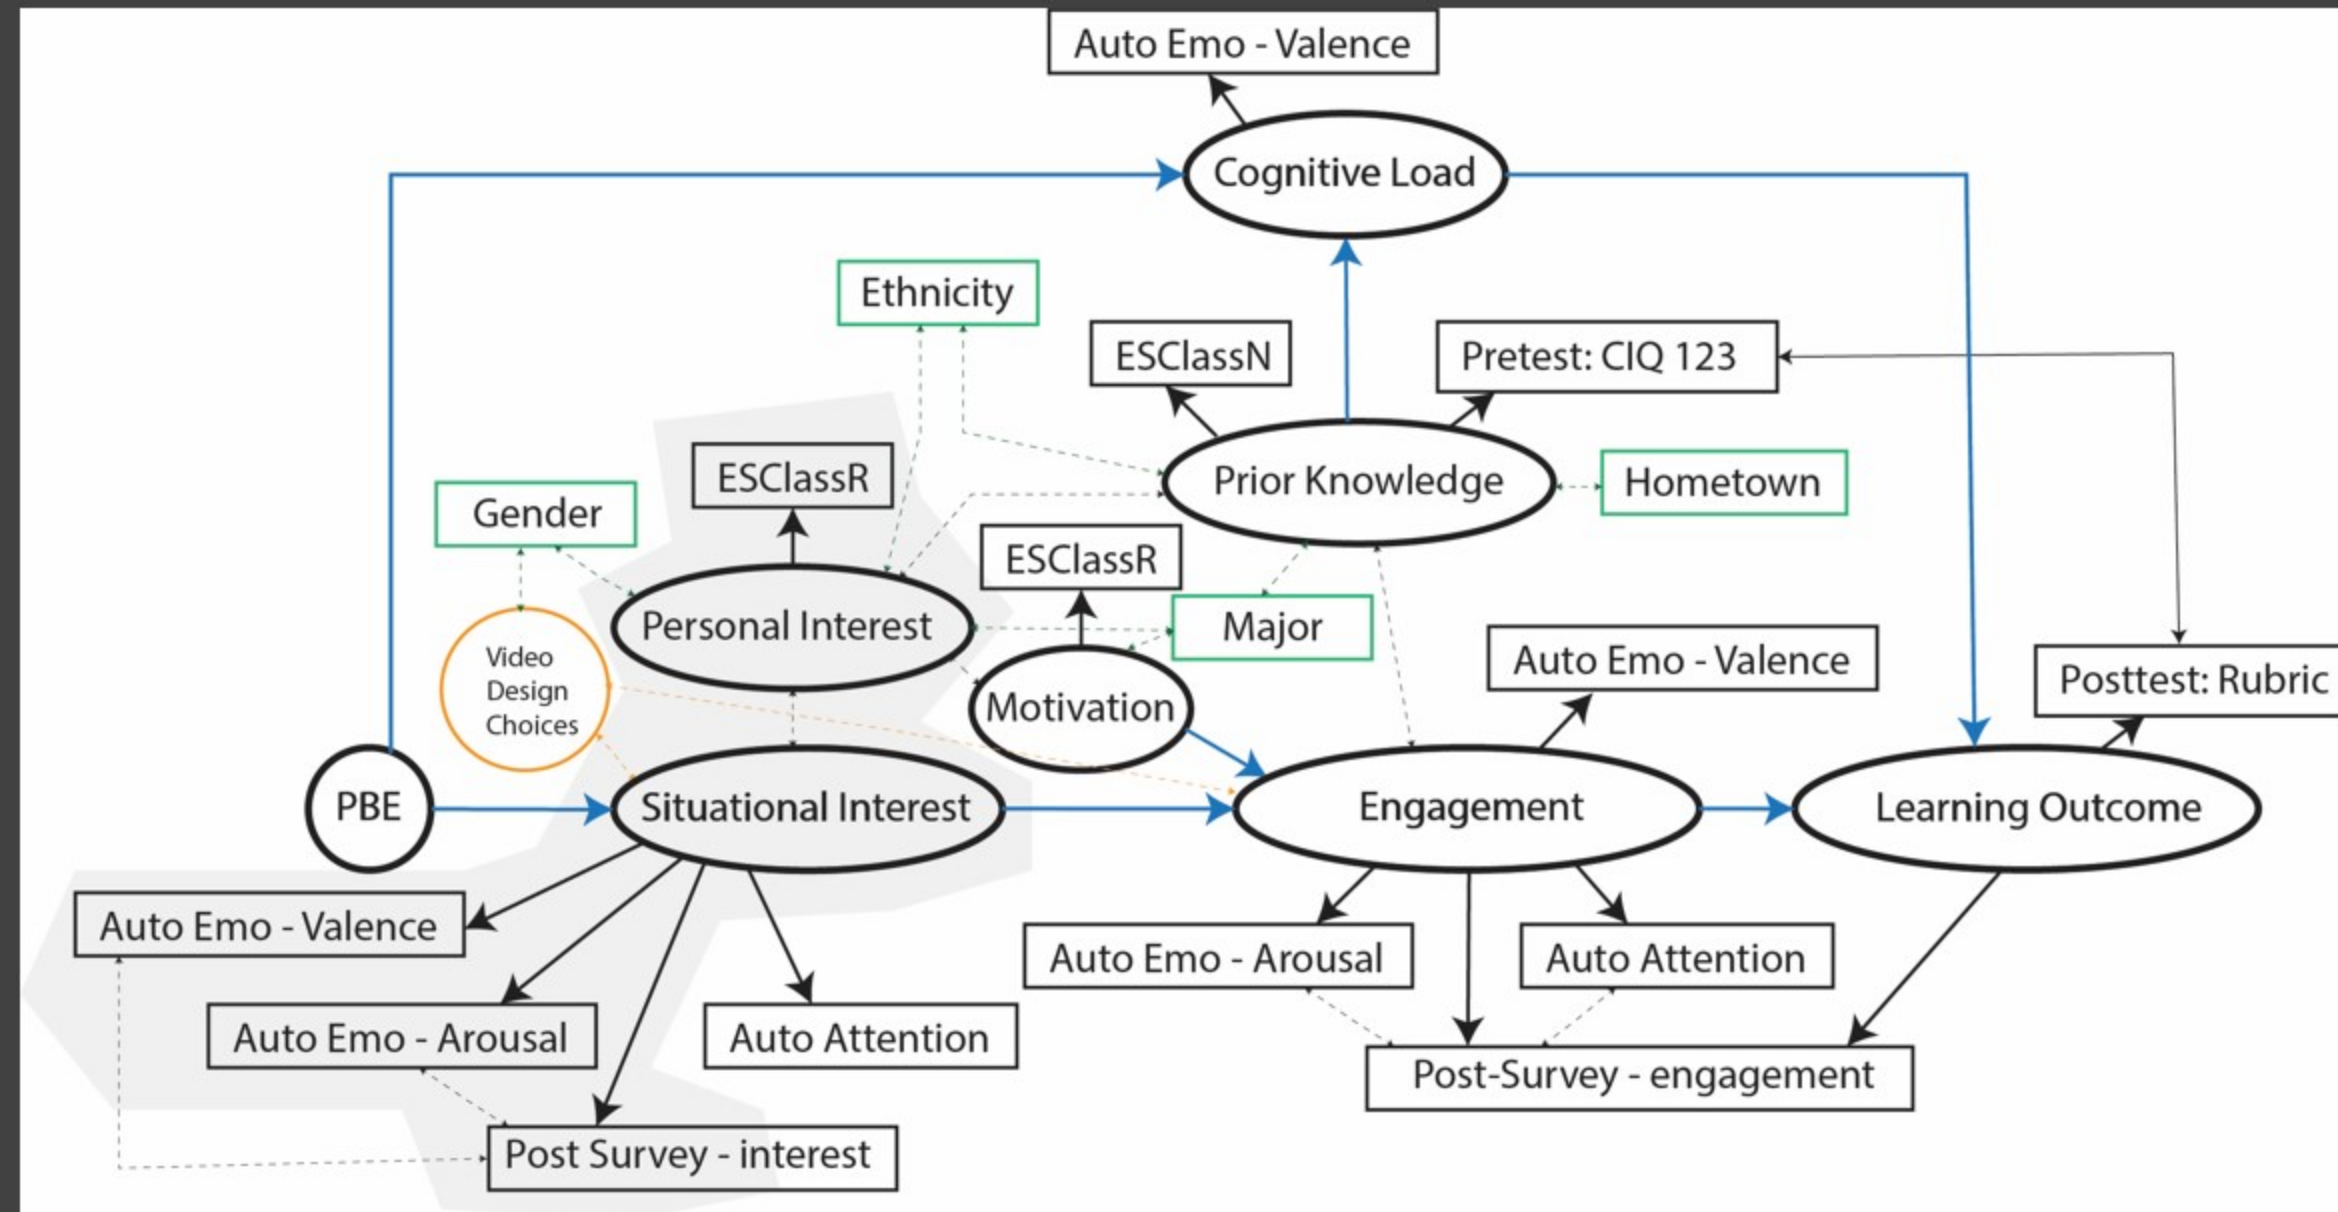 Auto Emo - Valence
Cognitive Load
Ethnicity
ESClassN
Pretest: CIQ 123
ESClassR
Prior Knowledge
Hometown
Gender
ESClassR
Personal Interest
Major
Video
Design
Choices
Motivation
Auto Emo - Valence
Posttest: Rubric
PBE
Situational Interest
Engagement
Learning Outcome
Auto Emo - Valence
Auto Emo - Arousal
Auto Attention
Auto Emo - Arousal
Auto Attention
Post-Survey - engagement
Post Survey - interest